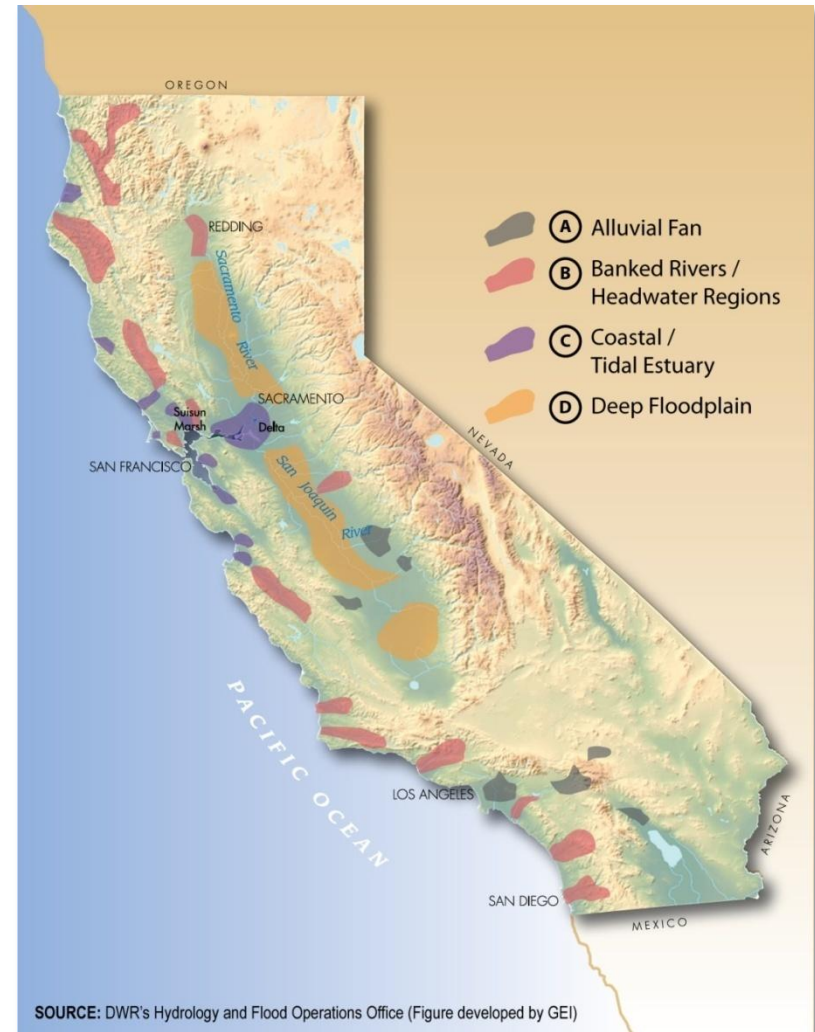 OREGON
REDDING
Sacramento
River
A Alluvial Fan
B Banked Rivers /
Headwater Regions
C Coastal /
Tidal Estuary
D Deep Floodplain
SACRAMENTO
Suisun
Marsh
Delta
NEVADA
SAN FRANCISCO
San Joaquin
River
PACIFIC OCEAN
LOS ANGELES
ARIZONA
SAN DIEGO
MEXICO
SOURCE: DWR's Hydrology and Flood Operations Office (Figure developed by GEI)